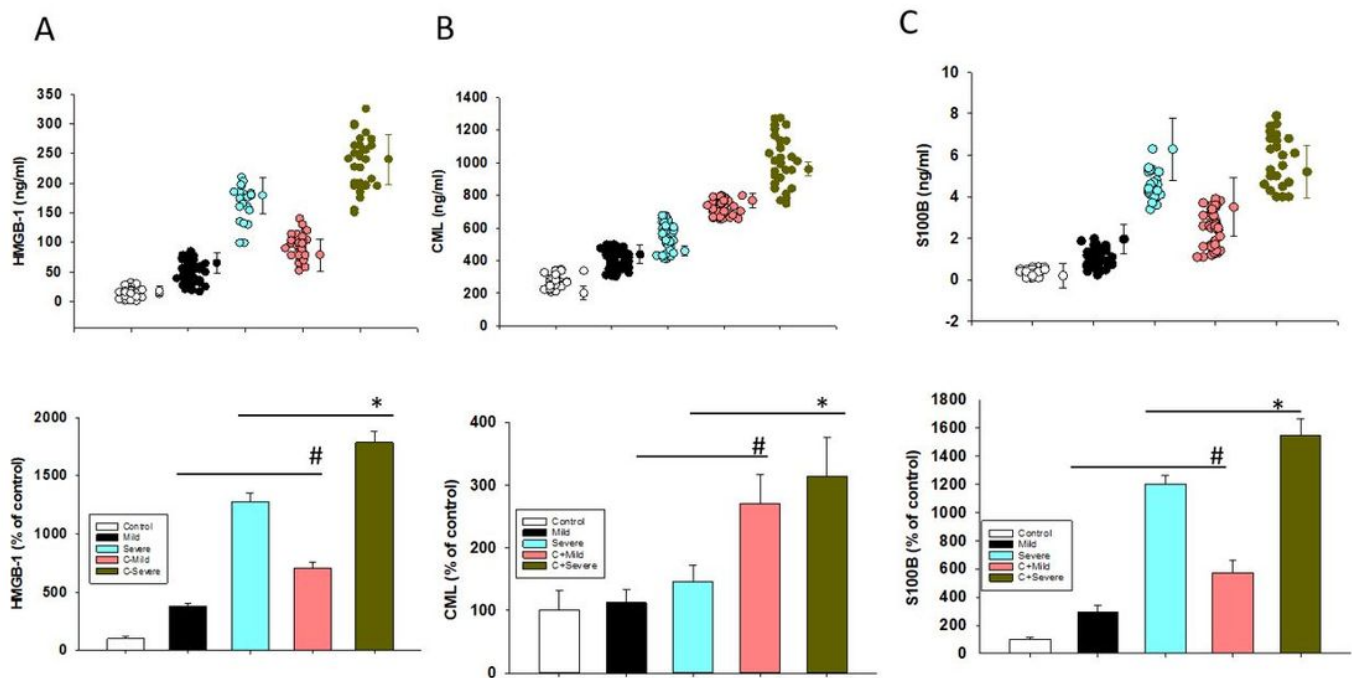 A
HMGB-1 (ng/ml)
350
300
250
200
150
100
50
0
B
CML (ng/ml)
1400
1200
1000
800
600
400
200
0
C
S100B (ng/ml)
10
8
6
4
2
0
-2
HMGB-1 (% of control)
2000
1500
1000
500
0
*
#
Control
Mild
Severe
C-Mild
C-Severe
CML (% of control)
400
300
200
100
0
*
#
Control
Mild
Severe
C+Mild
C+Severe
S100B (% of control)
1800
1600
1400
1200
1000
800
600
400
200
0
*
#
Control
Mild
Severe
C+Mild
C+Severe